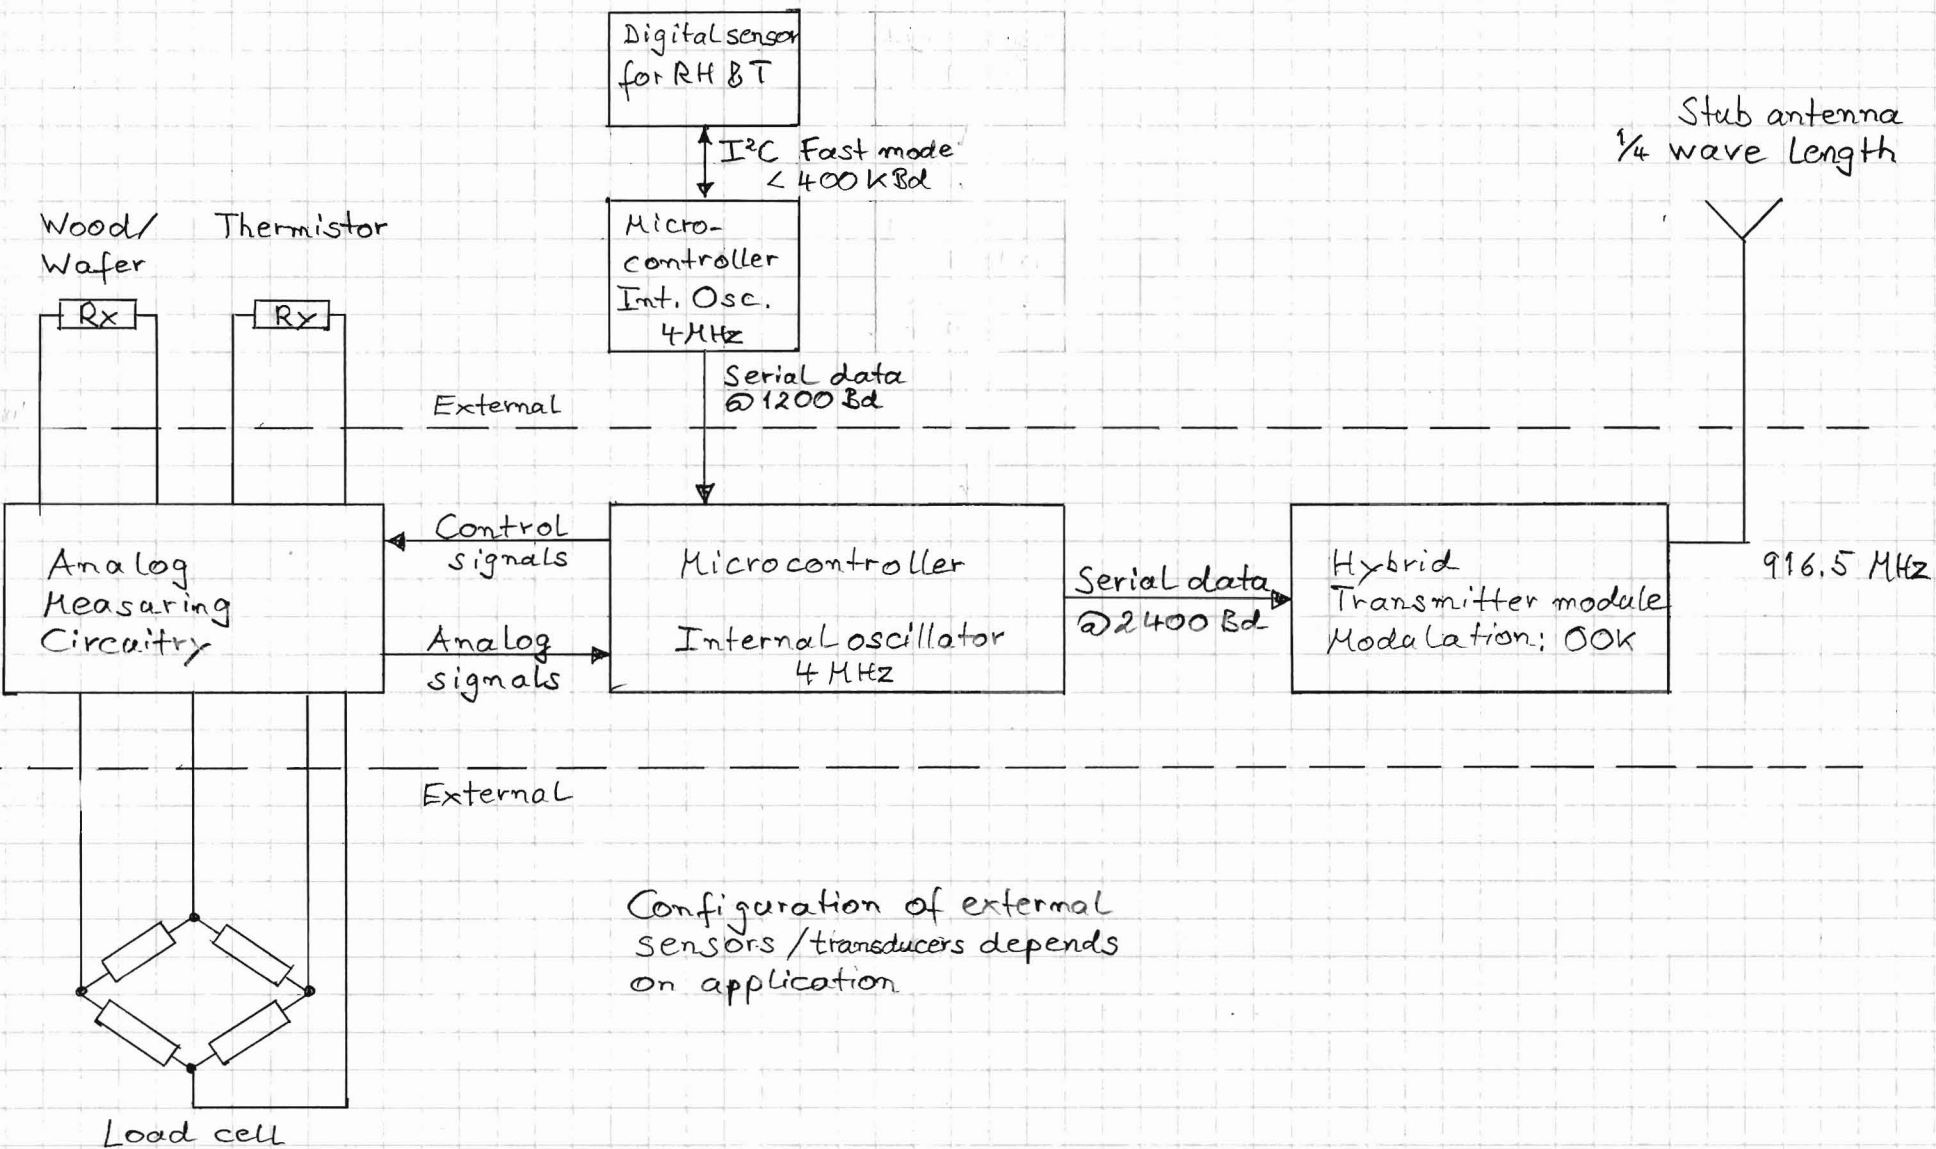 Digital sensor
for RH & T
Stub antenna
1/4 wave length
I²C Fast mode
< 400 KBd
Wood/
Wafer
Thermistor
Micro-
controller
Int. Osc.
4 MHz
Rx
Ry
Serial data
@ 1200 Bd
External
Control
signals
Analog
Measuring
Circuitry
Microcontroller
Internal oscillator
4 MHz
Analog
signals
Serial data
@ 2400 Bd
Hybrid
Transmitter module
Modulation: OOK
916.5 MHz
External
Configuration of external
sensors / transducers depends
on application
Load cell